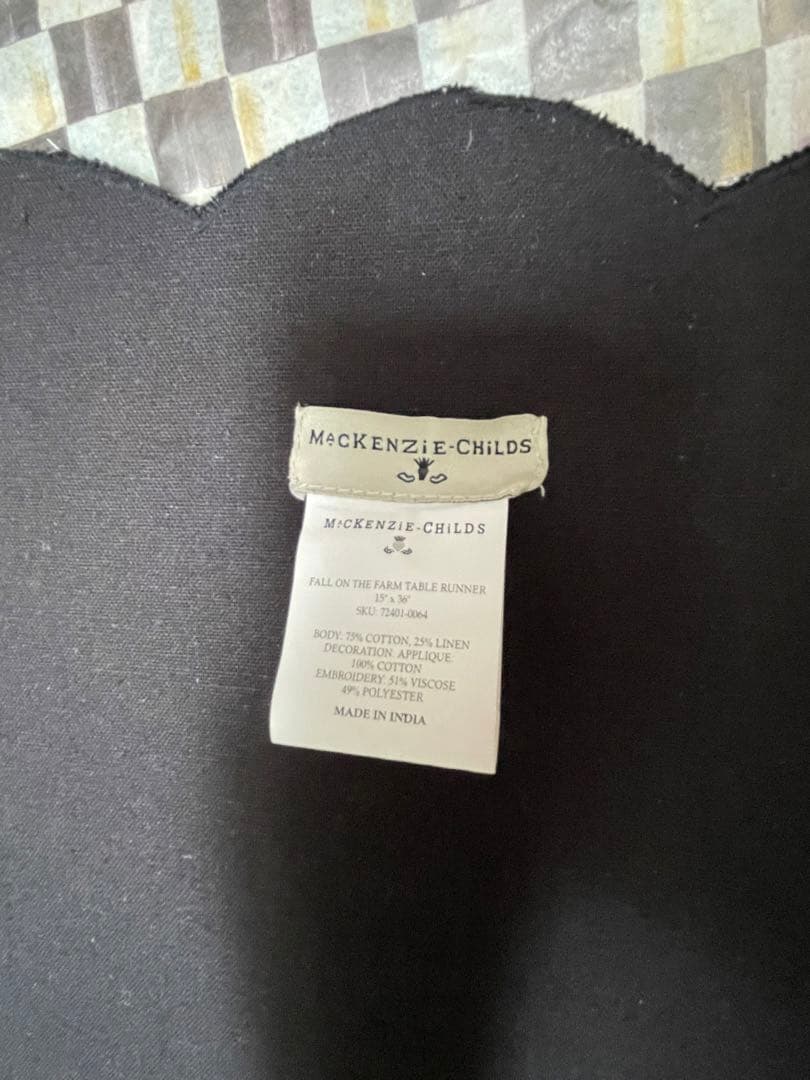 MacKENZiE-CHiLDS
MacKENZiE-CHiLDS
FALL ON THE FARM TABLE RUNNER
15" x 36"
SKU: 72401-0064
BODY: 75% COTTON, 25% LINEN
DECORATION: APPLIQUE:
100% COTTON
EMBROIDERY: 51% VISCOSE
49% POLYESTER
MADE IN INDIA